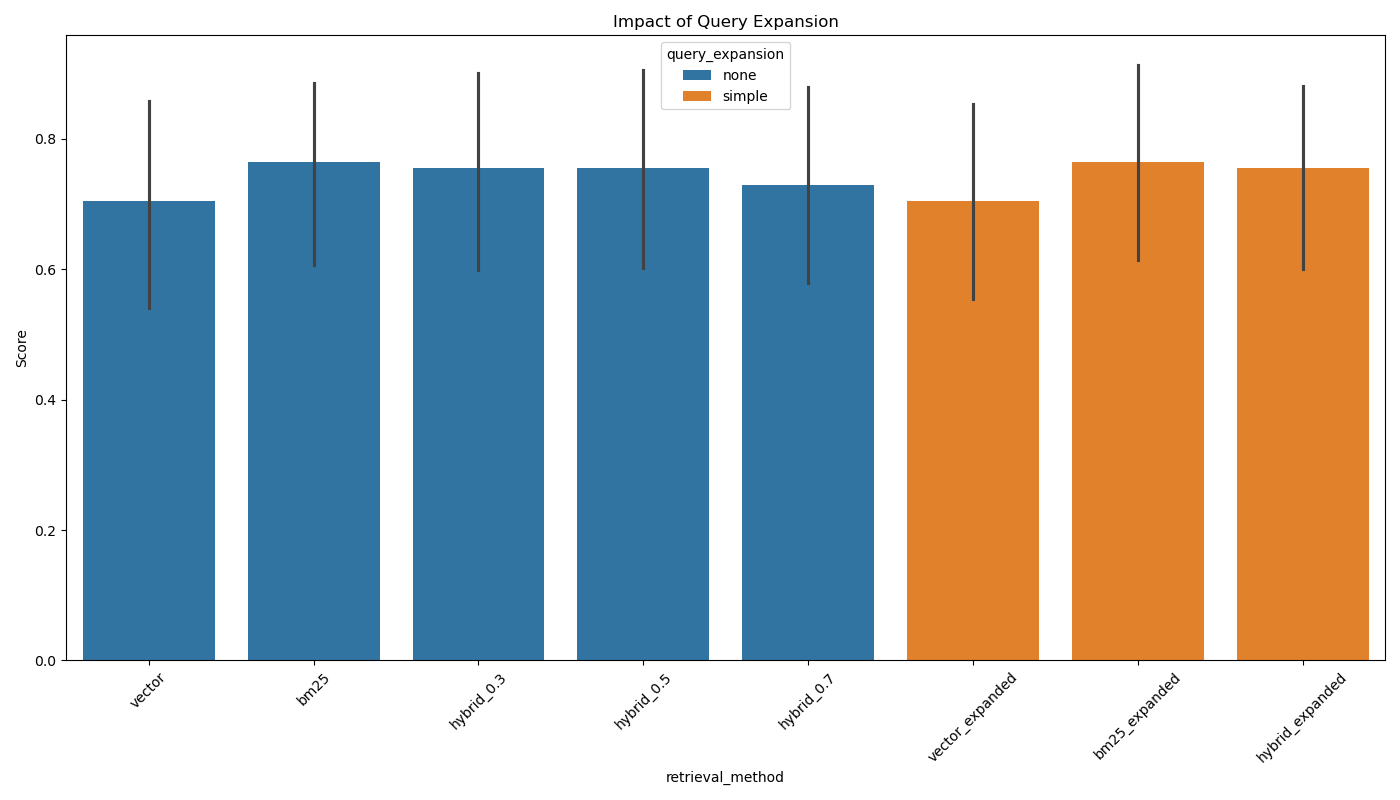 Impact of Query Expansion
query_expansion
none
simple
Score
0.8
0.6
0.4
0.2
0.0
vector
bm25
hybrid_0.3
hybrid_0.5
hybrid_0.7
vector_expanded
bm25_expanded
hybrid_expanded
retrieval_method